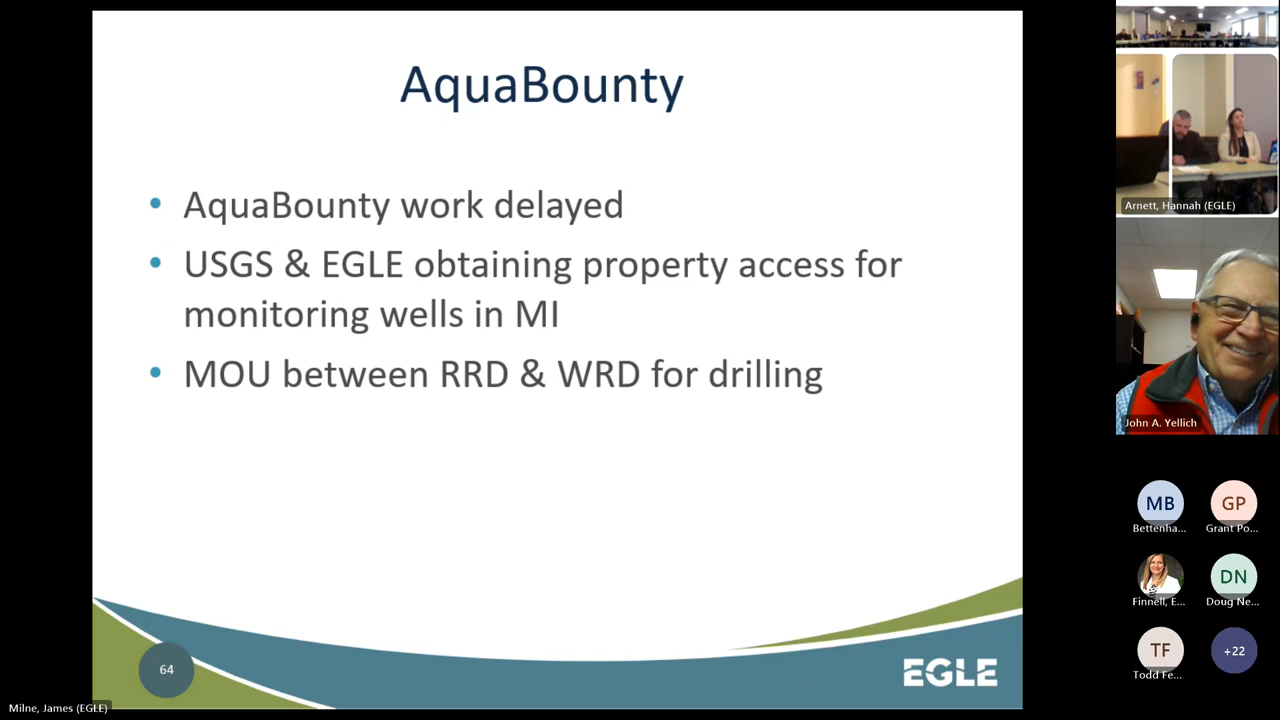 AquaBounty
• AquaBounty work delayed
• USGS & EGLE obtaining property access for
monitoring wells in MI
• MOU between RRD & WRD for drilling
64
EGLE
Milne, James (EGLE)
Arnett, Hannah (EGLE)
John A. Yellich
MB
Bettenha...
GP
Grant Po...
Finnell, E...
DN
Doug Ne...
TF
Todd Fe...
+22